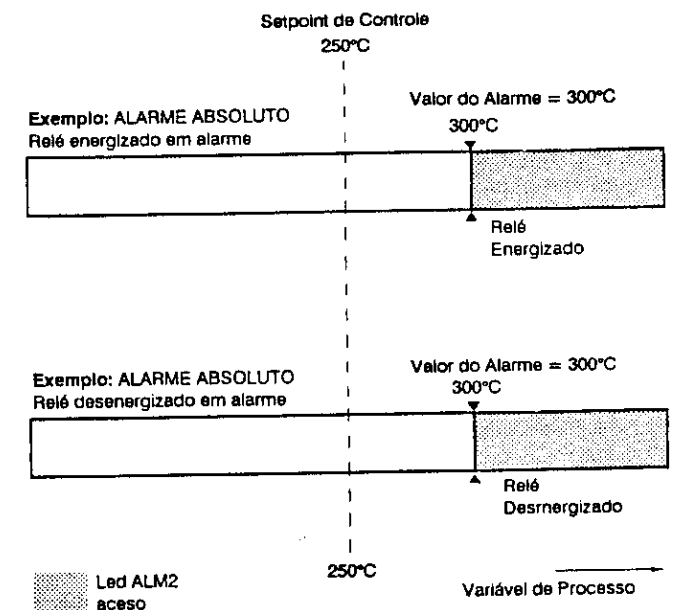 Setpoint de Controle
250°C
Exemplo: ALARME ABSOLUTO
Relé energizado em alarme
Valor do Alarme = 300°C
300°C
Relé
Energizado
Exemplo: ALARME ABSOLUTO
Relé desenergizado em alarme
Valor do Alarme = 300°C
300°C
Relé
Desrnergizado
250°C
Led ALM2
aceso
Variável de Processo